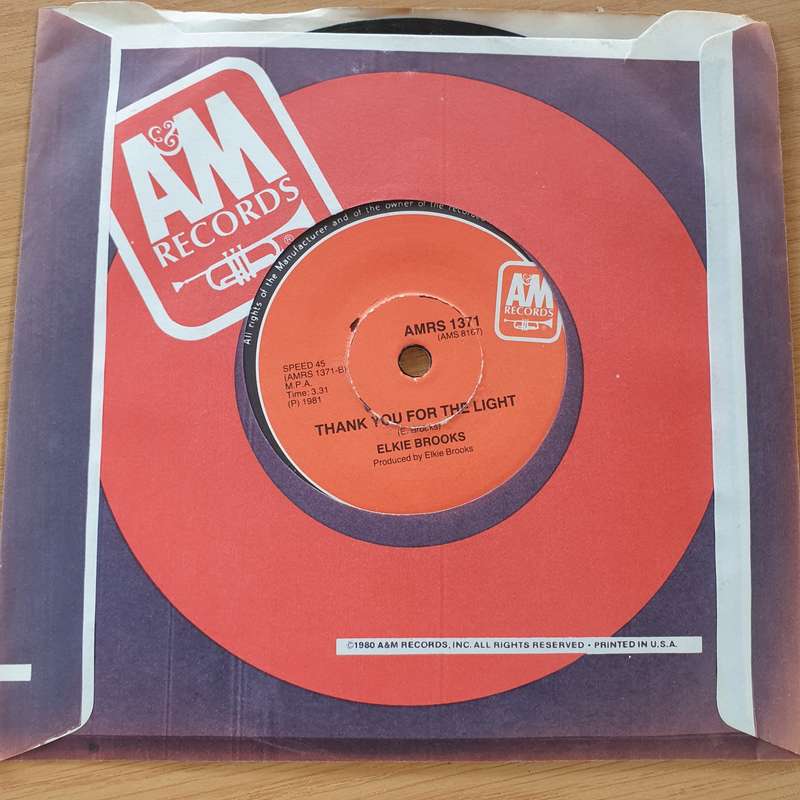 A&M
RECORDS
®
All rights of the Manufacturer and of the owner of the recorded
A&M
RECORDS
AMRS 1371
(AMS 8167)
SPEED 45
(AMRS 1371-B)
M.P.A.
Time: 3.31
(P) 1981
THANK YOU FOR THE LIGHT
(E. Brooks)
ELKIE BROOKS
Produced by Elkie Brooks
©1980 A&M RECORDS, INC. ALL RIGHTS RESERVED • PRINTED IN U.S.A.